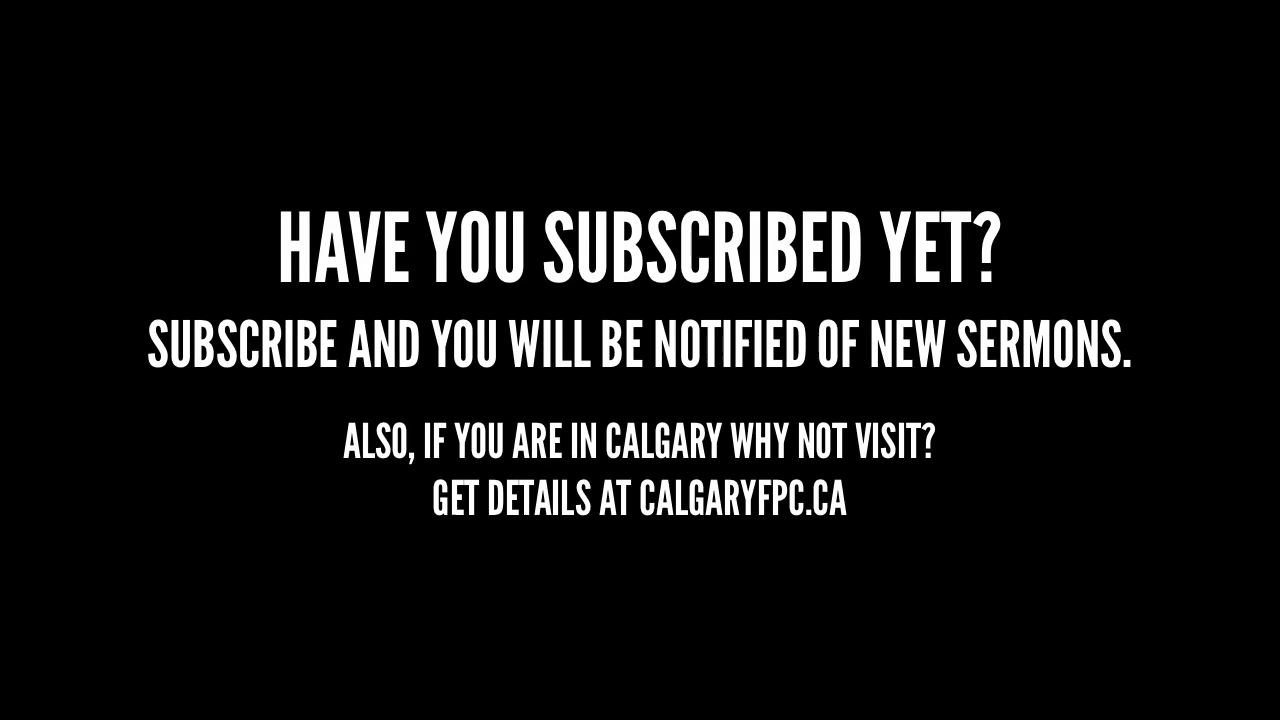 HAVE YOU SUBSCRIBED YET?
SUBSCRIBE AND YOU WILL BE NOTIFIED OF NEW SERMONS.
ALSO, IF YOU ARE IN CALGARY WHY NOT VISIT?
GET DETAILS AT CALGARYFPC.CA